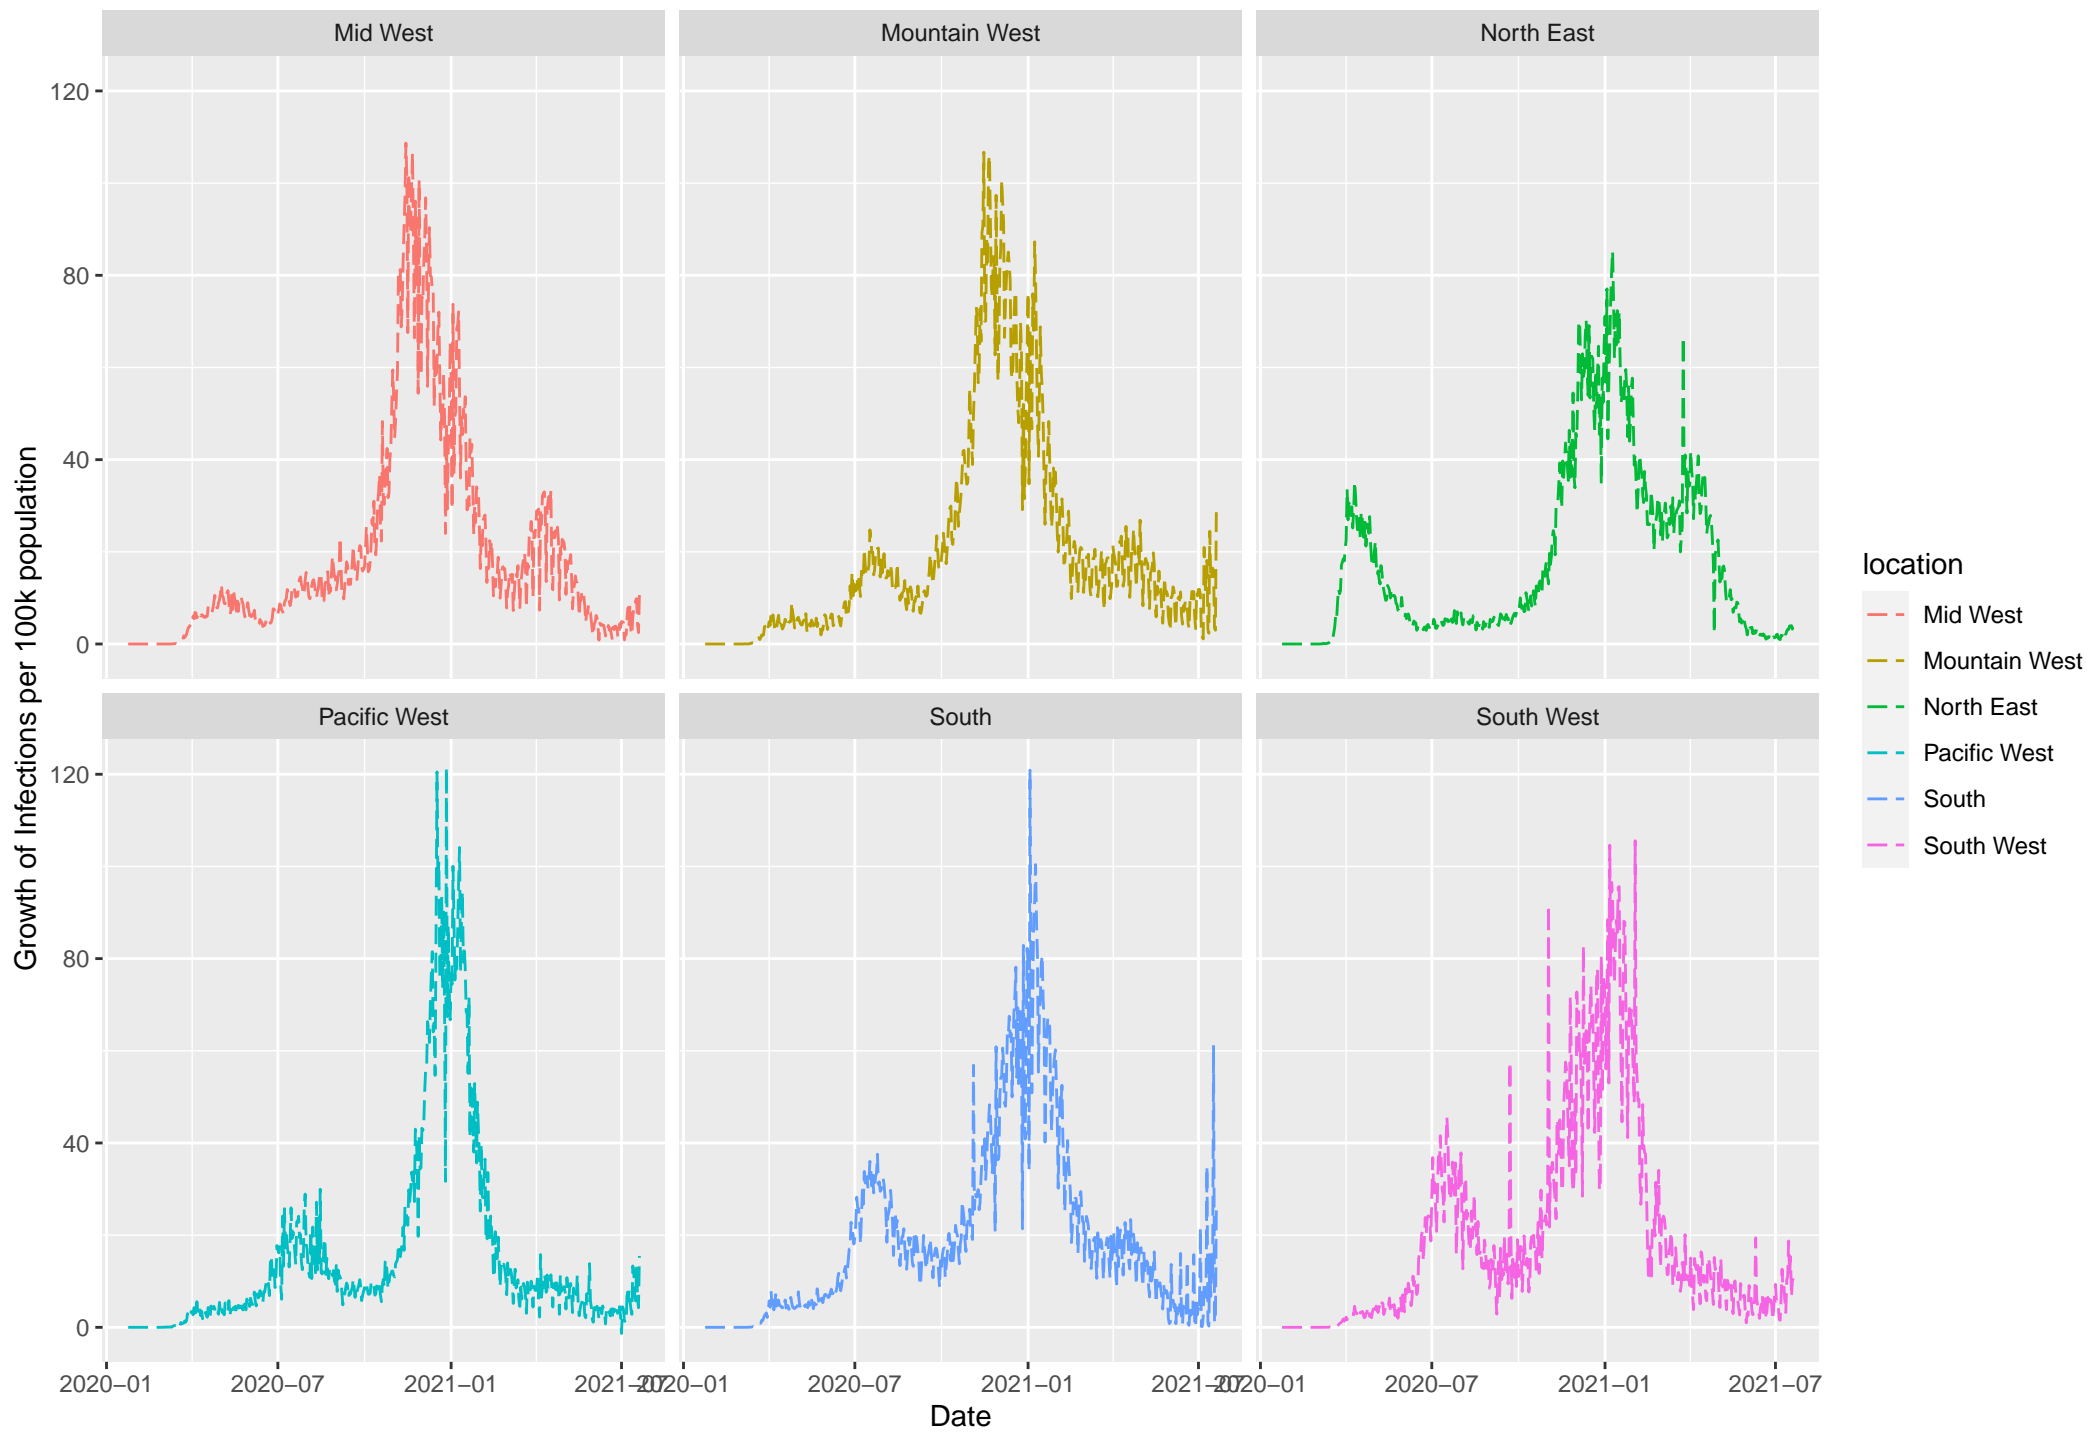 Mid West
Mountain West
North East
120
80
40
0
Pacific West
South
South West
120
80
40
0
2020–01
2020–07
2021–01
2021–07
2020–01
2020–07
2021–01
2021–07
2020–01
2020–07
2021–01
2021–07
Date
Growth of Infections per 100k population
location
Mid West
Mountain West
North East
Pacific West
South
South West